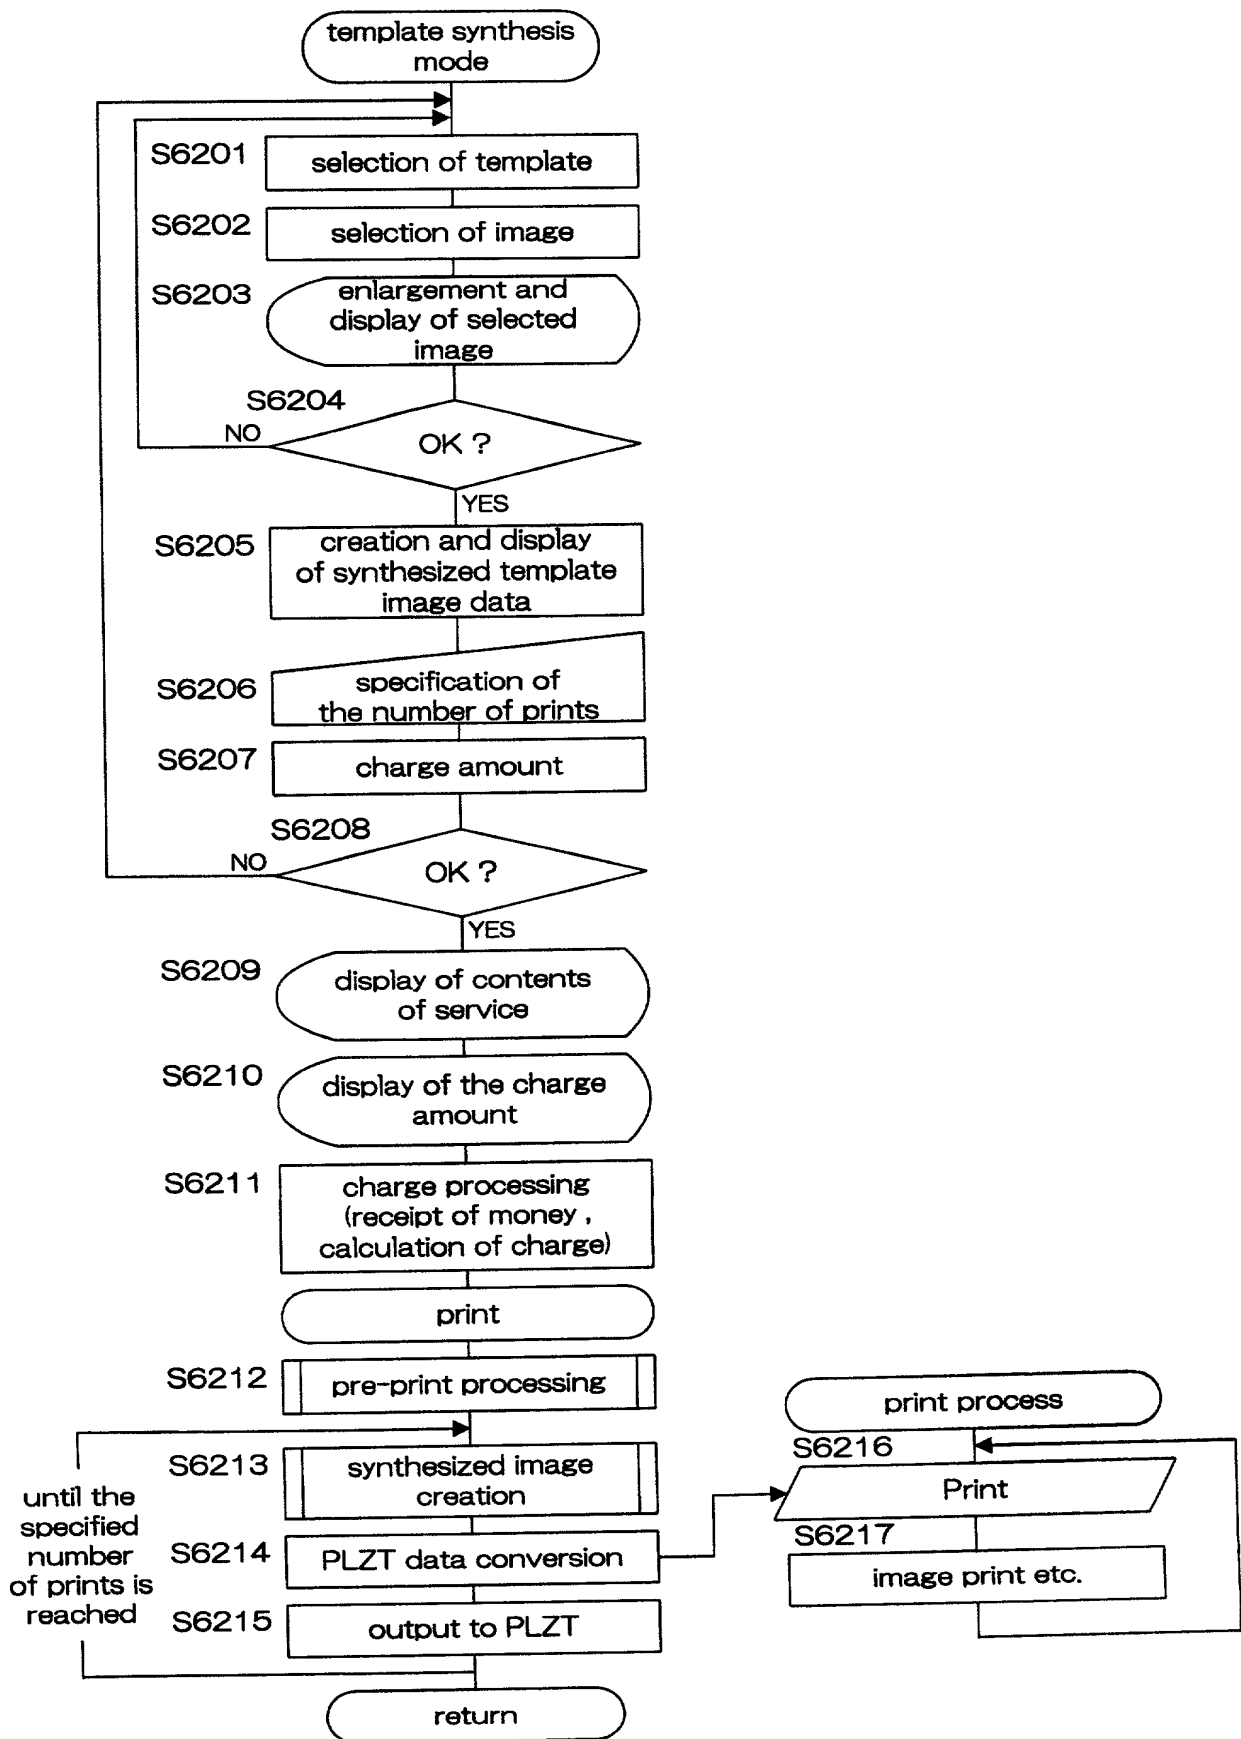 template synthesis
mode
S6201
selection of template
S6202
selection of image
S6203
enlargement and
display of selected
image
S6204
NO
OK ?
YES
S6205
creation and display
of synthesized template
image data
S6206
specification of
the number of prints
S6207
charge amount
S6208
NO
OK ?
YES
S6209
display of contents
of service
S6210
display of the charge
amount
S6211
charge processing
(receipt of money ,
calculation of charge)
print
S6212
pre-print processing
S6213
synthesized image
creation
until the
specified
number
of prints is
reached
S6214
PLZT data conversion
S6215
output to PLZT
return
print process
S6216
Print
S6217
image print etc.